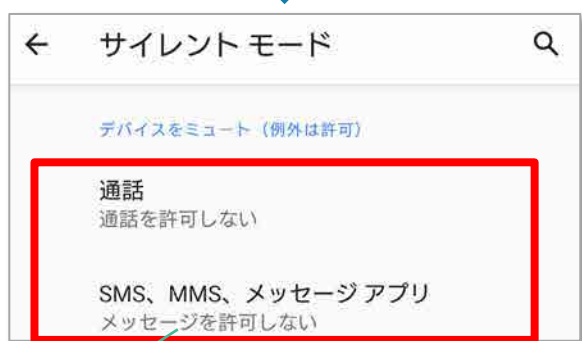 サイレント モード
デバイスをミュート（例外は許可）
通話
通話を許可しない
SMS、MMS、メッセージ アプリ
メッセージを許可しない